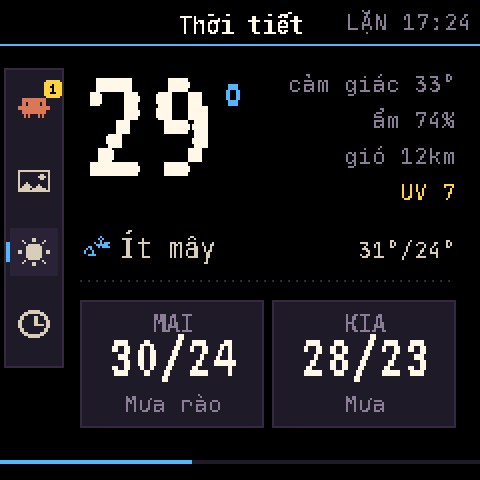 Thời tiết
LẶN 17:24
1
29°
cảm giác 33°
ẩm 74%
gió 12km
UV 7
Ít mây
31°/24°
MAI
30/24
Mưa rào
KIA
28/23
Mưa